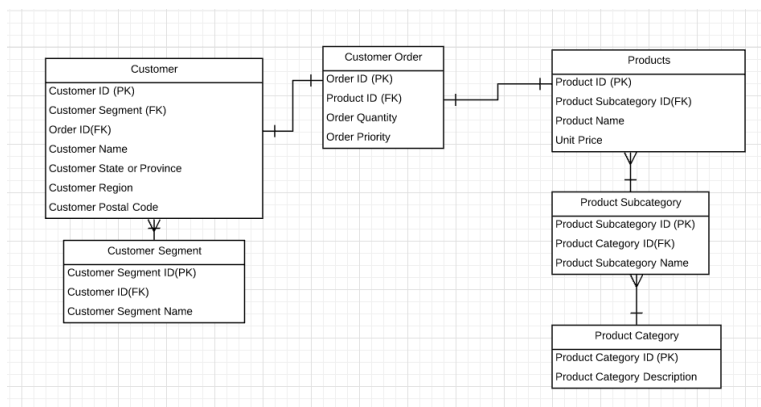 Customer
Customer ID (PK)
Customer Segment (FK)
Order ID(FK)
Customer Name
Customer State or Province
Customer Region
Customer Postal Code
Customer Segment
Customer Segment ID(PK)
Customer ID(FK)
Customer Segment Name
Customer Order
Order ID (PK)
Product ID (FK)
Order Quantity
Order Priority
Products
Product ID (PK)
Product Subcategory ID(FK)
Product Name
Unit Price
Product Subcategory
Product Subcategory ID (PK)
Product Category ID(FK)
Product Subcategory Name
Product Category
Product Category ID (PK)
Product Category Description